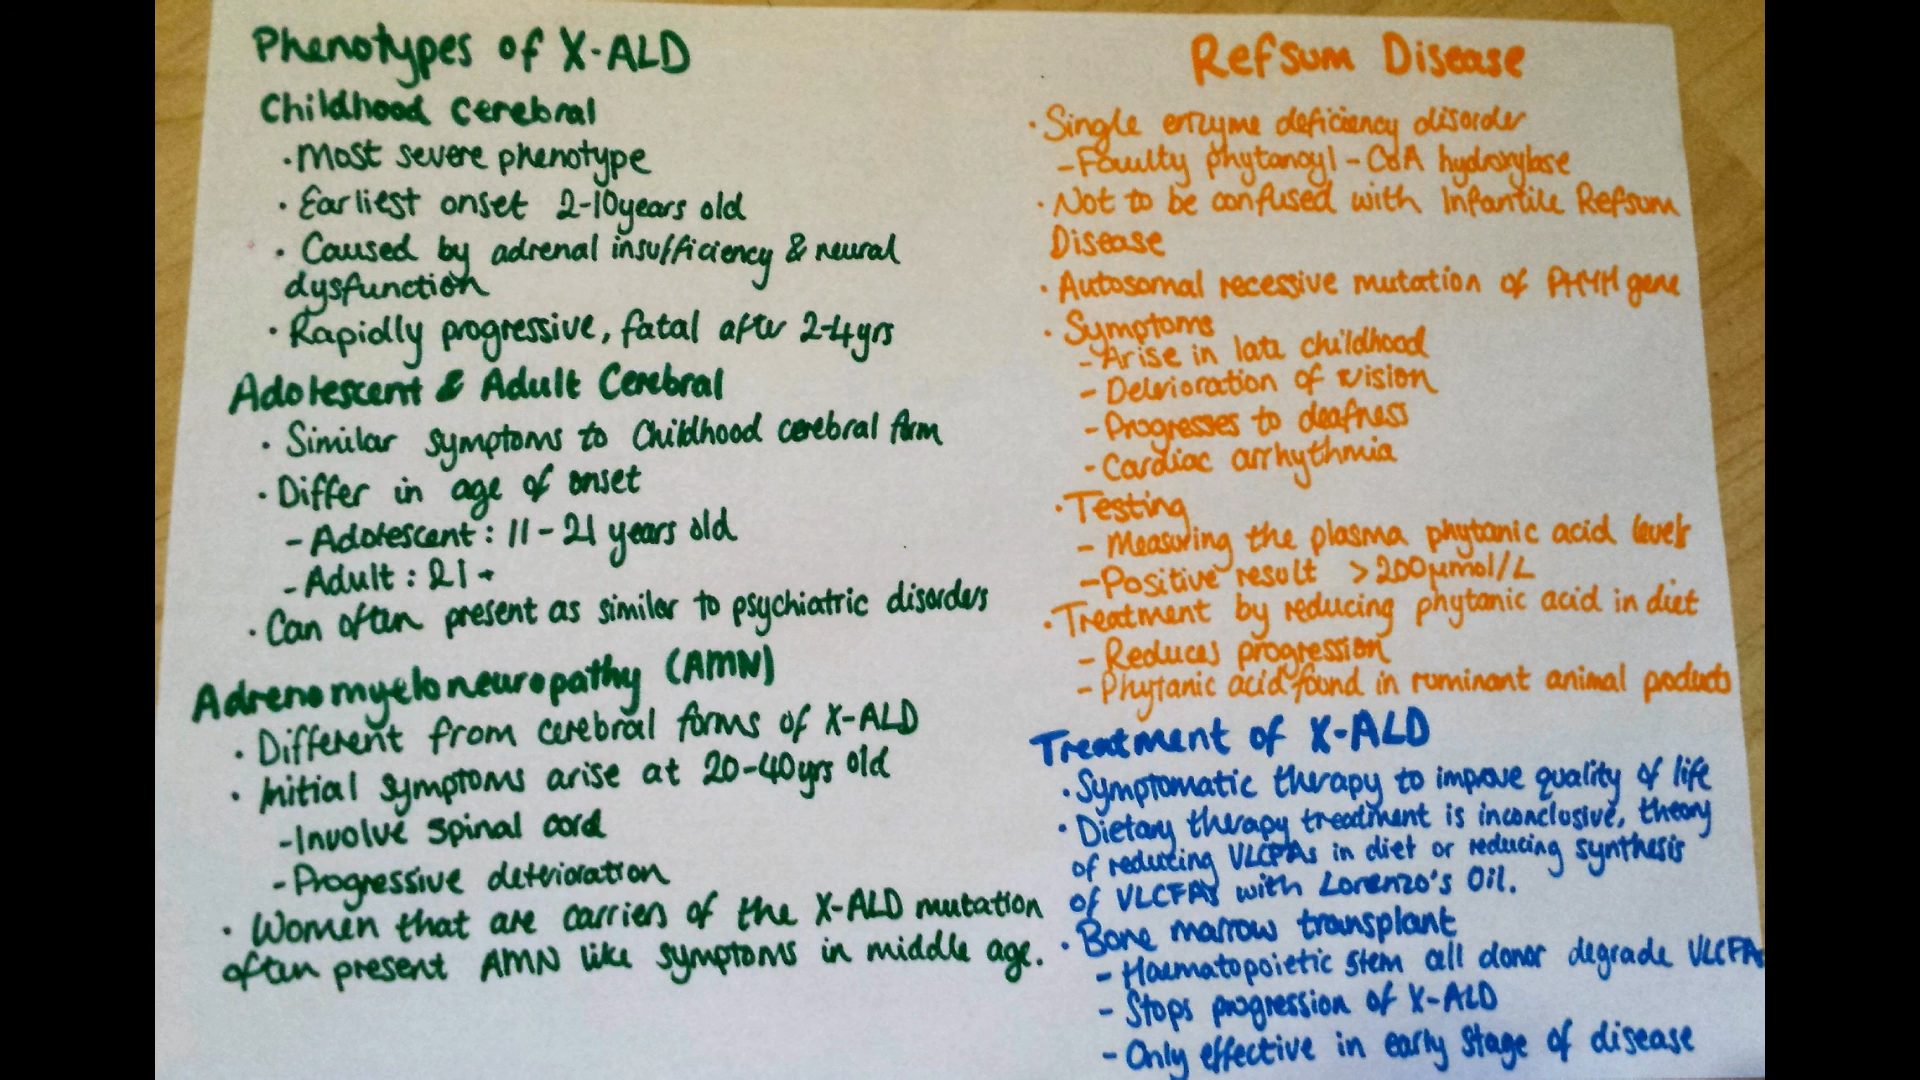 Phenotypes of X-ALD
Childhood Cerebral
· Most severe phenotype
· Earliest onset 2-10years old
· Caused by adrenal insufficiency & neural
dysfunction
· Rapidly progressive, fatal after 2-4yrs
Adolescent & Adult Cerebral
· Similar symptoms to Childhood cerebral form
· Differ in age of onset
- Adolescent: 11-21 years old
- Adult: 21+
· Can often present as similar to psychiatric disorders
Adrenomyeloneuropathy (AMN)
· Different from cerebral forms of X-ALD
· Initial symptoms arise at 20-40yrs old
- Involve spinal cord
- Progressive deterioration
· Women that are carriers of the X-ALD mutation
often present AMN like symptoms in middle age.
Refsum Disease
· Single enzyme deficiency disorder
- Faulty phytanoyl-CoA hydroxylase
· Not to be confused with Infantile Refsum
Disease
· Autosomal recessive mutation of PHYH gene
· Symptoms
- Arise in late childhood
- Deterioration of vision
- Progresses to deafness
- Cardiac arrhythmia
· Testing
- Measuring the plasma phytanic acid levels
- Positive result >200μmol/L
· Treatment by reducing phytanic acid in diet
- Reduces progression
- Phytanic acid found in ruminant animal products
Treatment of X-ALD
· Symptomatic therapy to improve quality of life
· Dietary therapy treatment is inconclusive, theory
of reducing VLCFAs in diet or reducing synthesis
of VLCFAs with Lorenzo's Oil.
· Bone marrow transplant
- Haematopoietic stem cell donor degrade VLCFAs
- Stops progression of X-ALD
- Only effective in early stage of disease